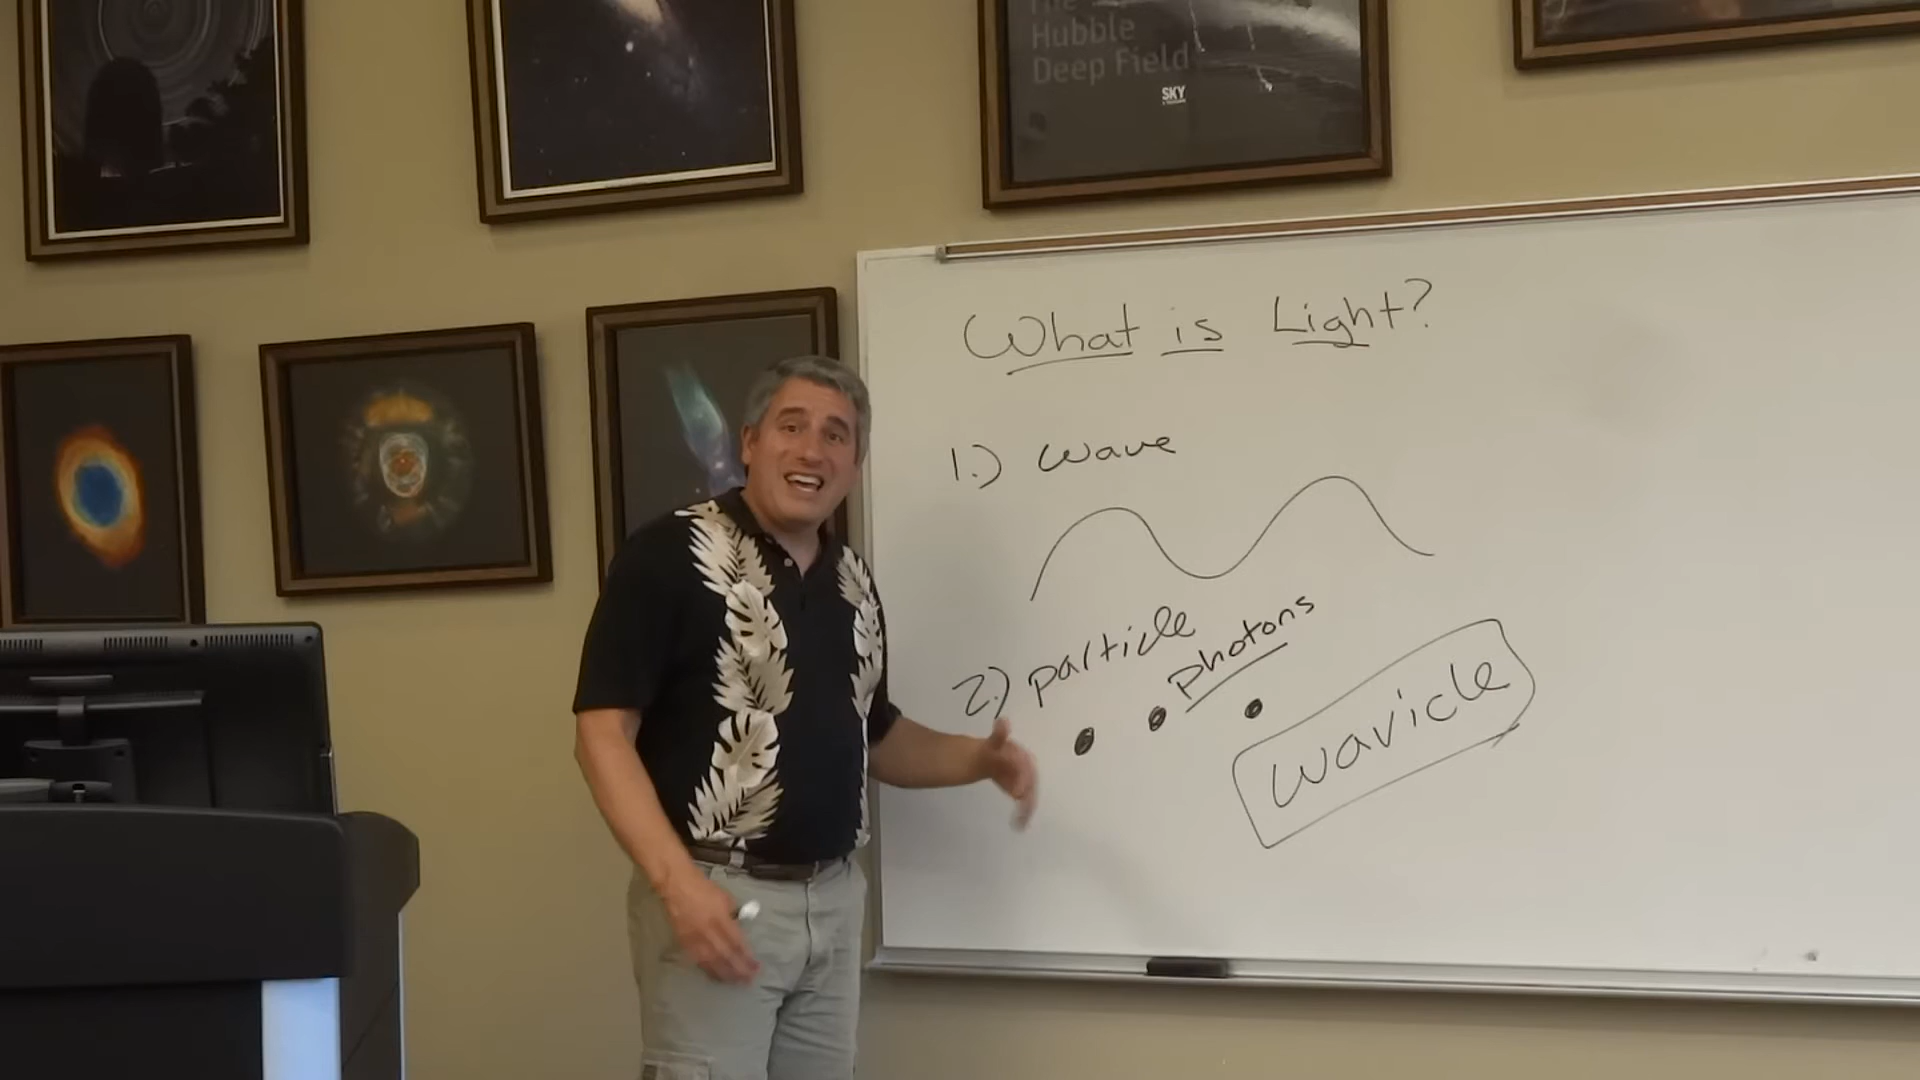 The
Hubble
Deep Field
SKY
What is Light?
1.) wave
2.) particle
photons
wavicle